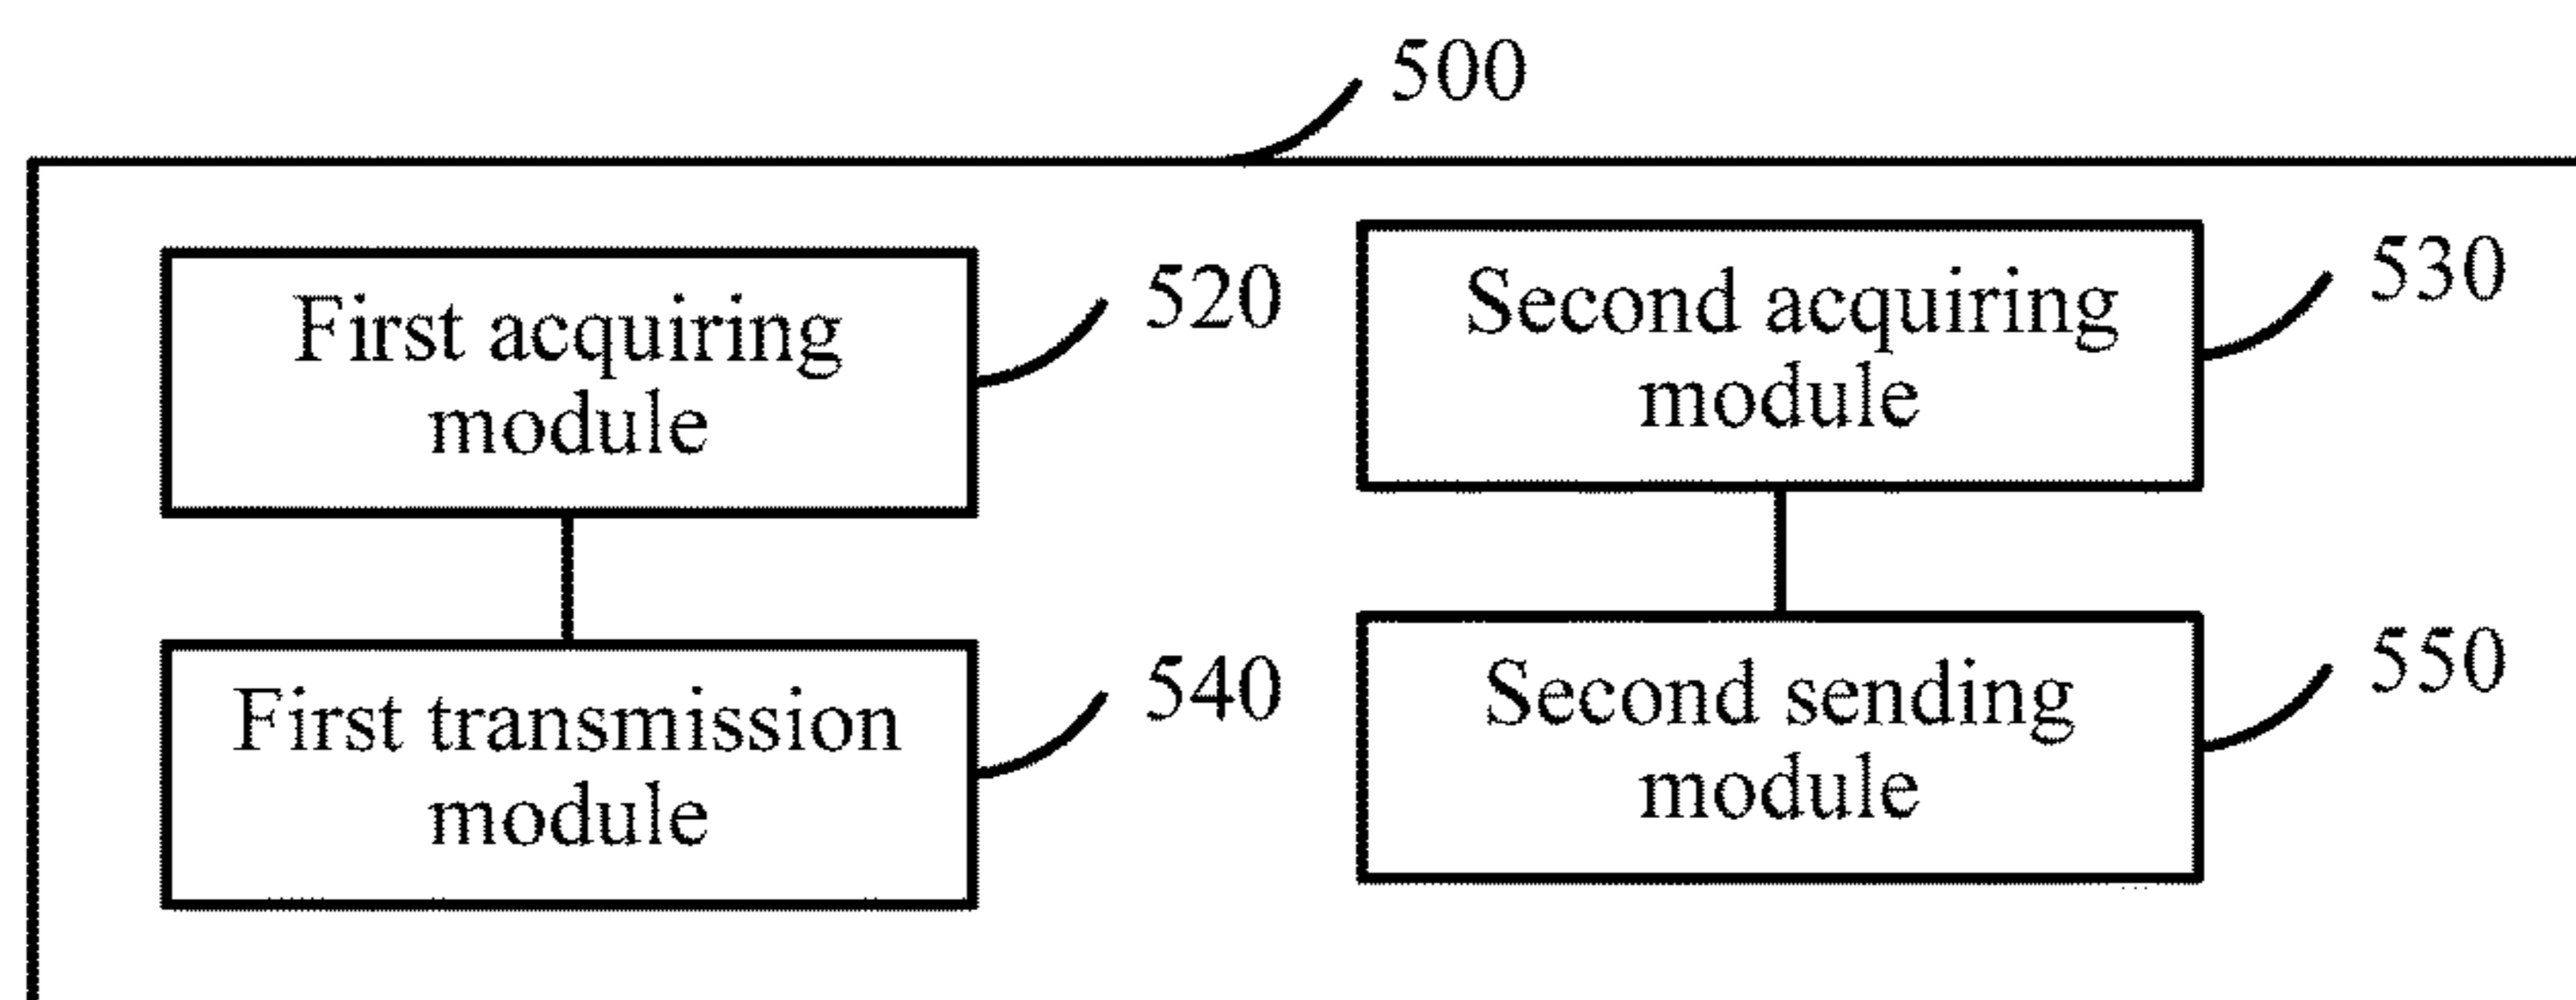 500
First acquiring
module
520
Second acquiring
module
530
First transmission
module
540
Second sending
module
550